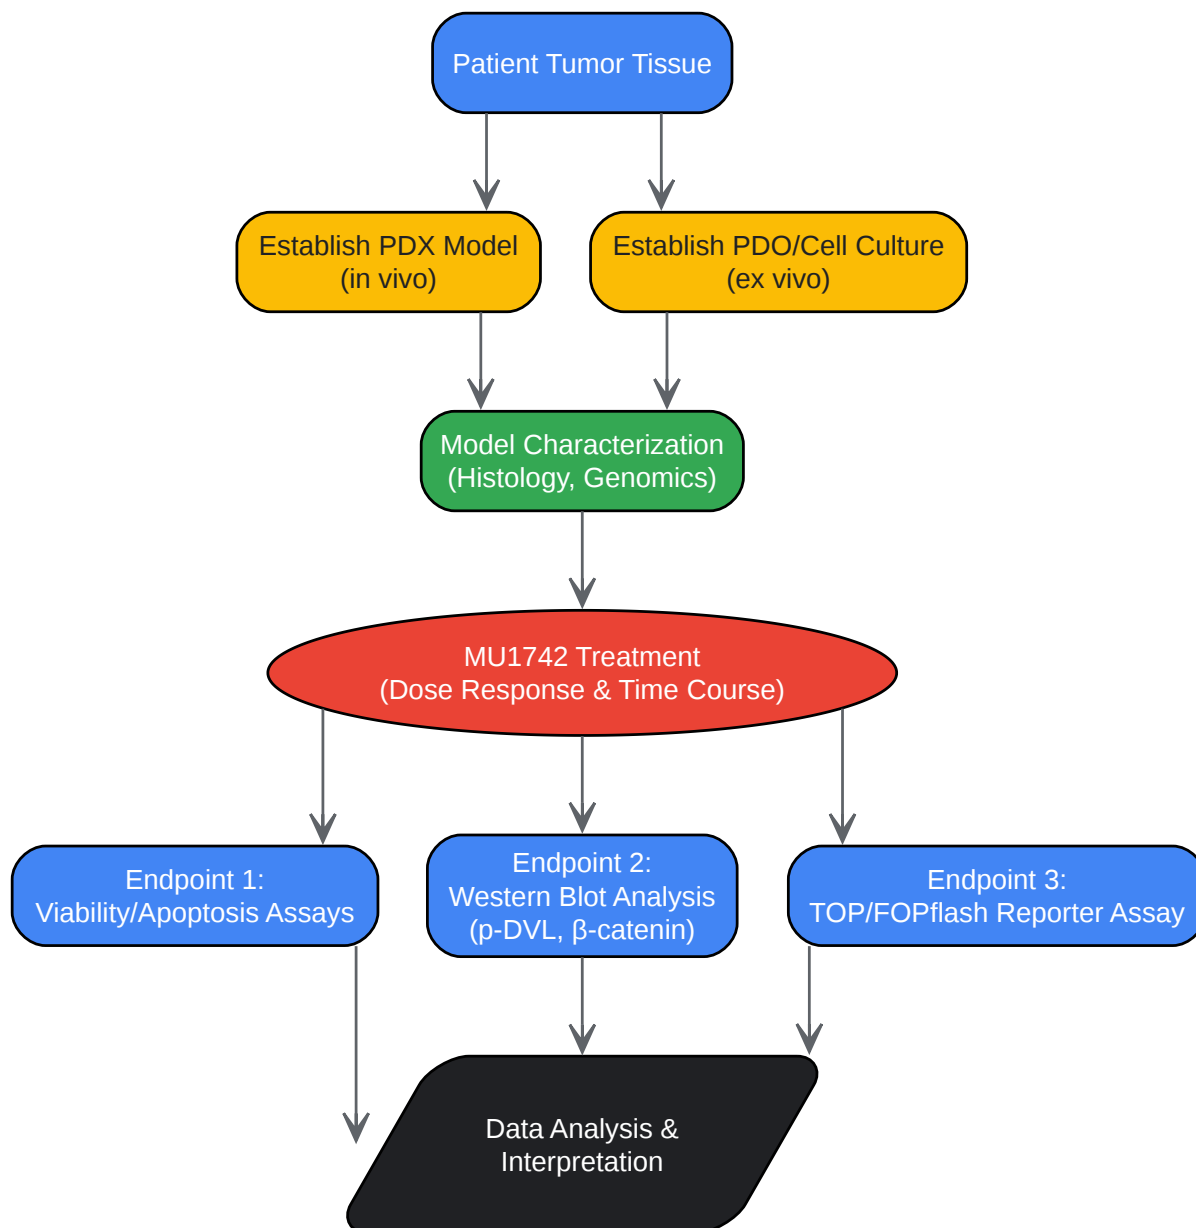 Patient Tumor Tissue
Establish PDX Model
(in vivo)
Establish PDO/Cell Culture
(ex vivo)
Model Characterization
(Histology, Genomics)
MU1742 Treatment
(Dose Response & Time Course)
Endpoint 1:
Viability/Apoptosis Assays
Endpoint 2:
Western Blot Analysis
(p-DVL, β-catenin)
Endpoint 3:
TOP/FOPflash Reporter Assay
Data Analysis &
Interpretation